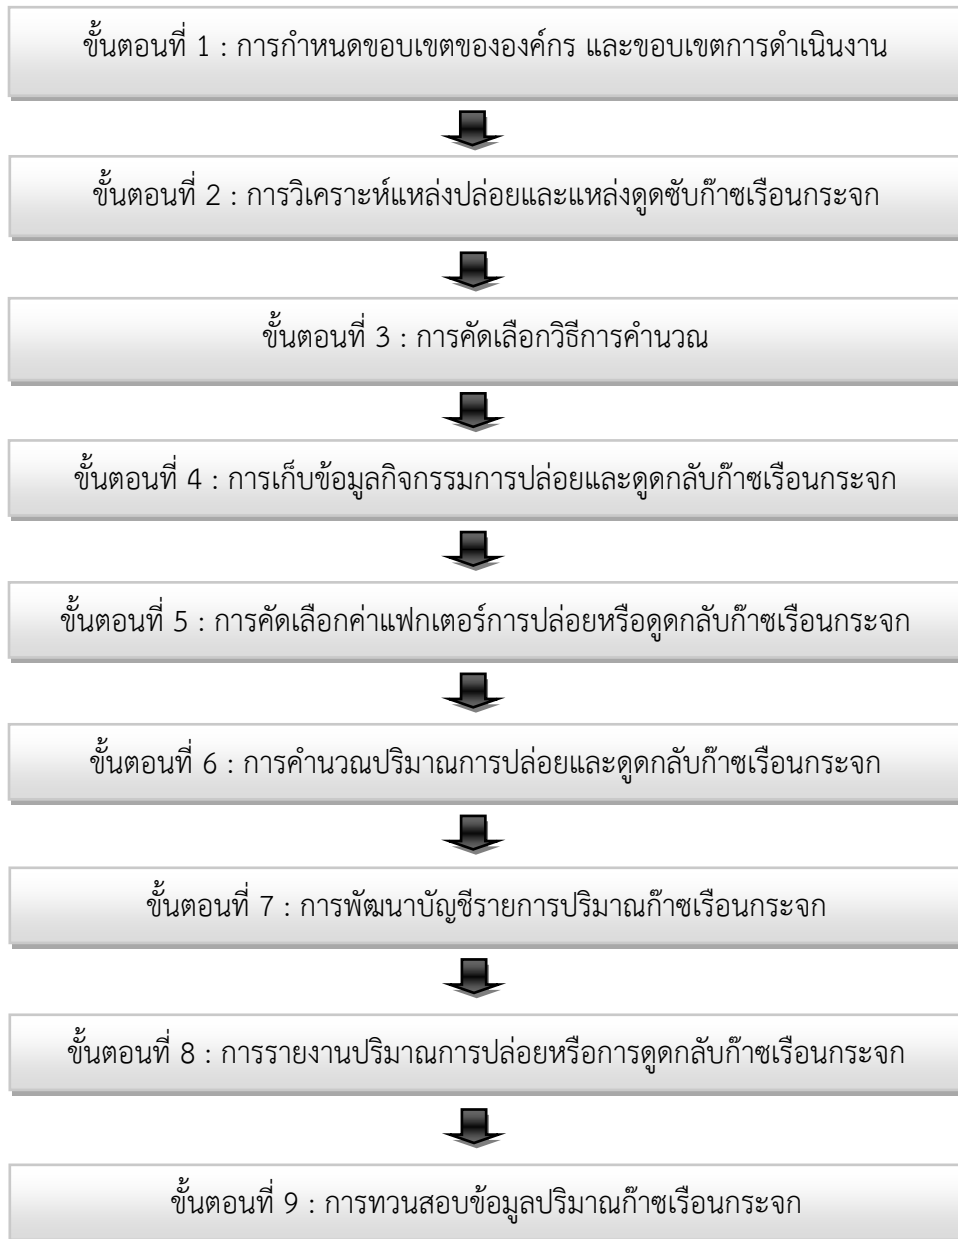 ขั้นตอนที่ 1 : การกำหนดขอบเขตขององค์กร และขอบเขตการดำเนินงาน
ขั้นตอนที่ 2 : การวิเคราะห์แหล่งปล่อยและแหล่งดูดซับก๊าซเรือนกระจก
ขั้นตอนที่ 3 : การคัดเลือกวิธีการคำนวณ
ขั้นตอนที่ 4 : การเก็บข้อมูลกิจกรรมการปล่อยและดูดกลับก๊าซเรือนกระจก
ขั้นตอนที่ 5 : การคัดเลือกค่าแฟกเตอร์การปล่อยหรือดูดกลับก๊าซเรือนกระจก
ขั้นตอนที่ 6 : การคำนวณปริมาณการปล่อยและดูดกลับก๊าซเรือนกระจก
ขั้นตอนที่ 7 : การพัฒนาบัญชีรายการปริมาณก๊าซเรือนกระจก
ขั้นตอนที่ 8 : การรายงานปริมาณการปล่อยหรือการดูดกลับก๊าซเรือนกระจก
ขั้นตอนที่ 9 : การทวนสอบข้อมูลปริมาณก๊าซเรือนกระจก